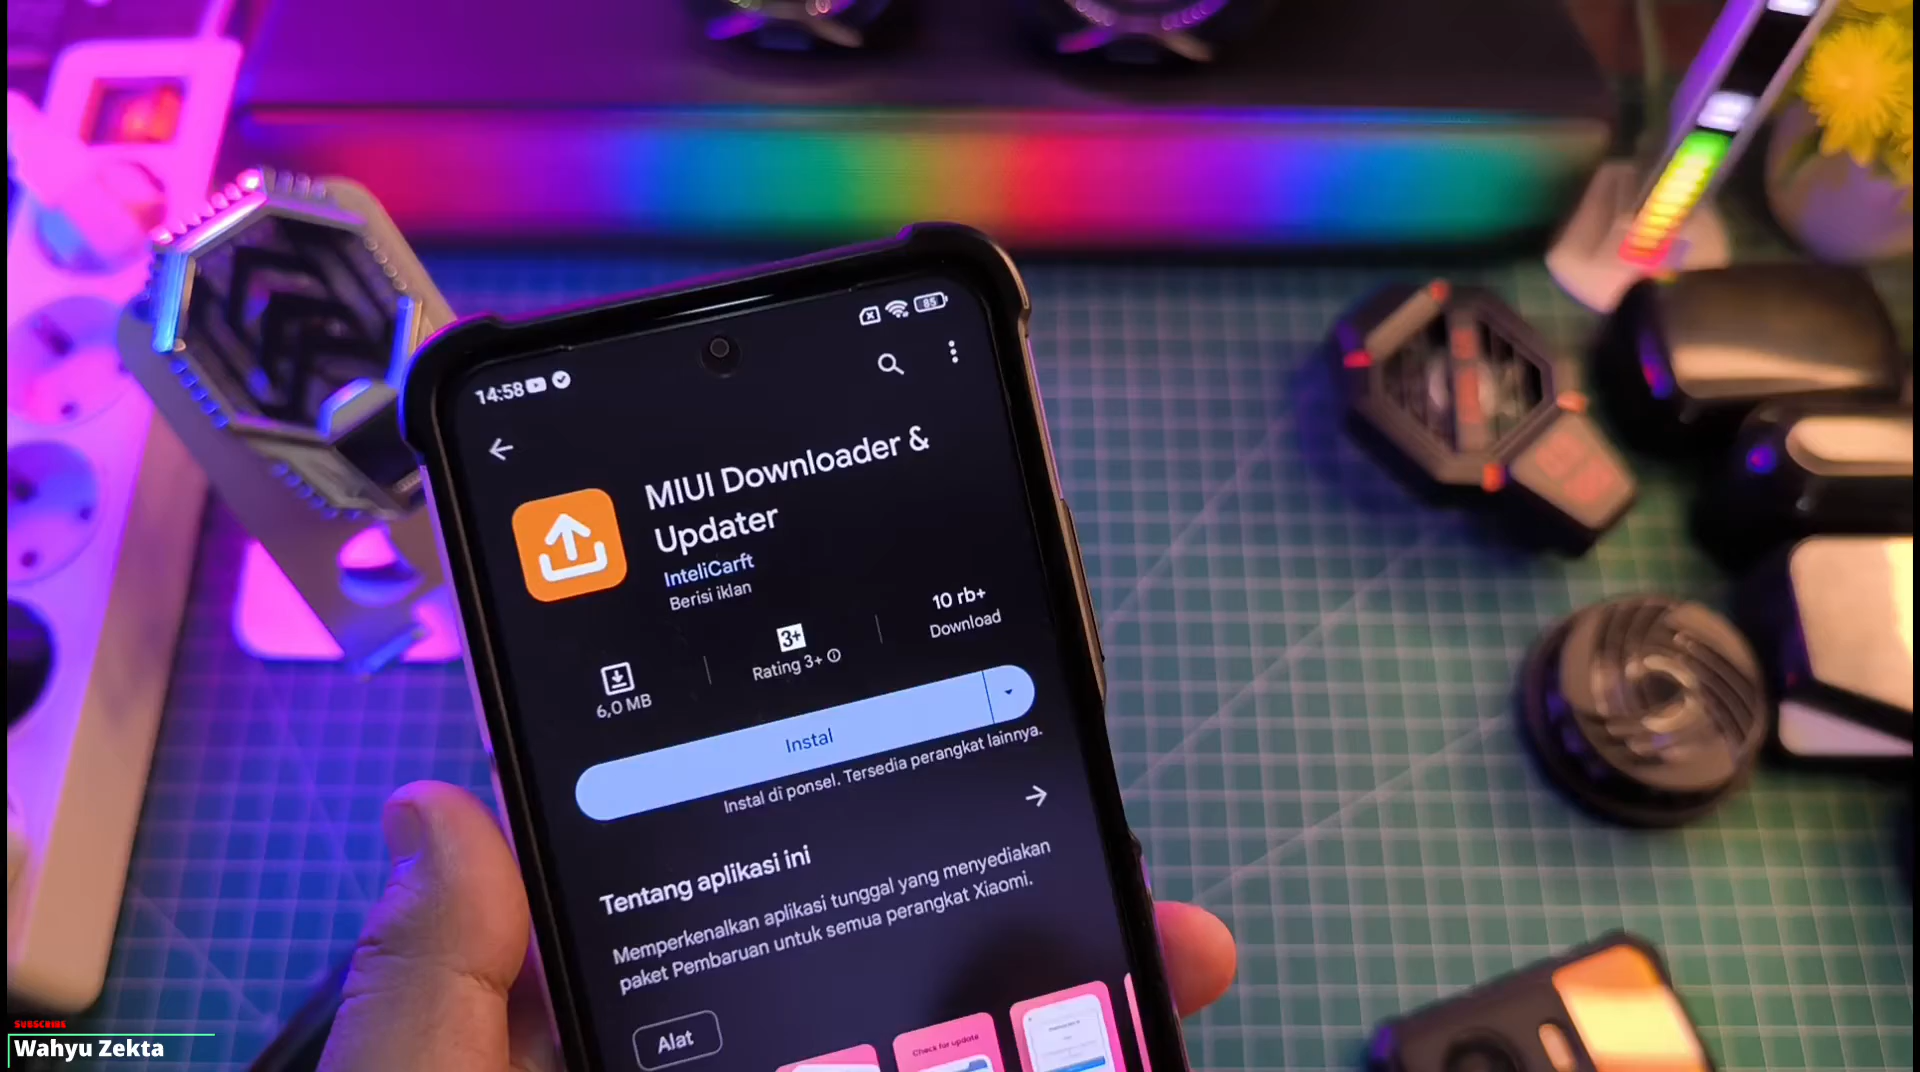 85
14:58
MIUI Downloader &
Updater
InteliCarft
Berisi iklan
10 rb+
3+
Download
Rating 3+
6,0 MB
Instal
Instal di ponsel. Tersedia perangkat lainnya.
Tentang aplikasi ini
Memperkenalkan aplikasi tunggal yang menyediakan
paket Pembaruan untuk semua perangkat Xiaomi.
Alat
Check for update
SUBSCRIBE
Wahyu Zekta